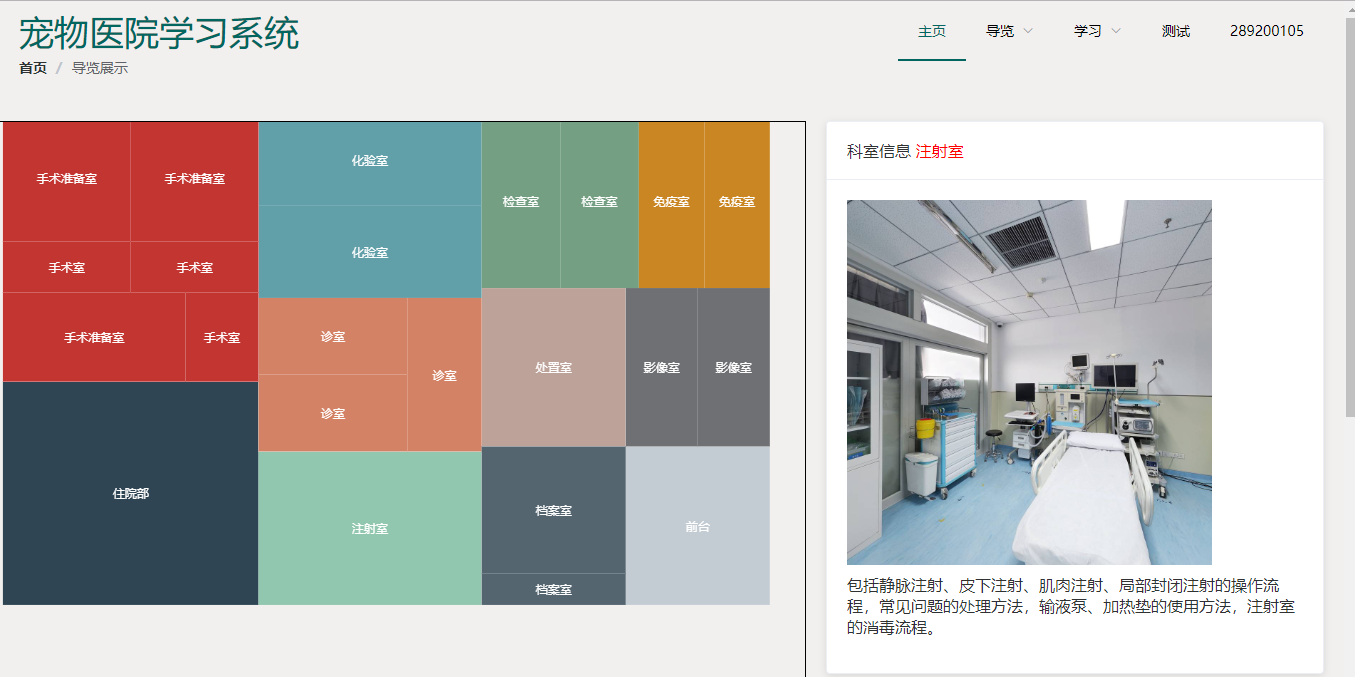 宠物医院学习系统
主页 导览 学习 测试 289200105
首页 / 导览展示
手术准备室 手术准备室
手术室 手术室
手术准备室 手术室
住院部
化验室
化验室
诊室
诊室
诊室
注射室
检查室 检查室
免疫室 免疫室
处置室
影像室 影像室
档案室
档案室
前台
科室信息 注射室
包括静脉注射、皮下注射、肌肉注射、局部封闭注射的操作流
程，常见问题的处理方法，输液泵、加热垫的使用方法，注射室
的消毒流程。